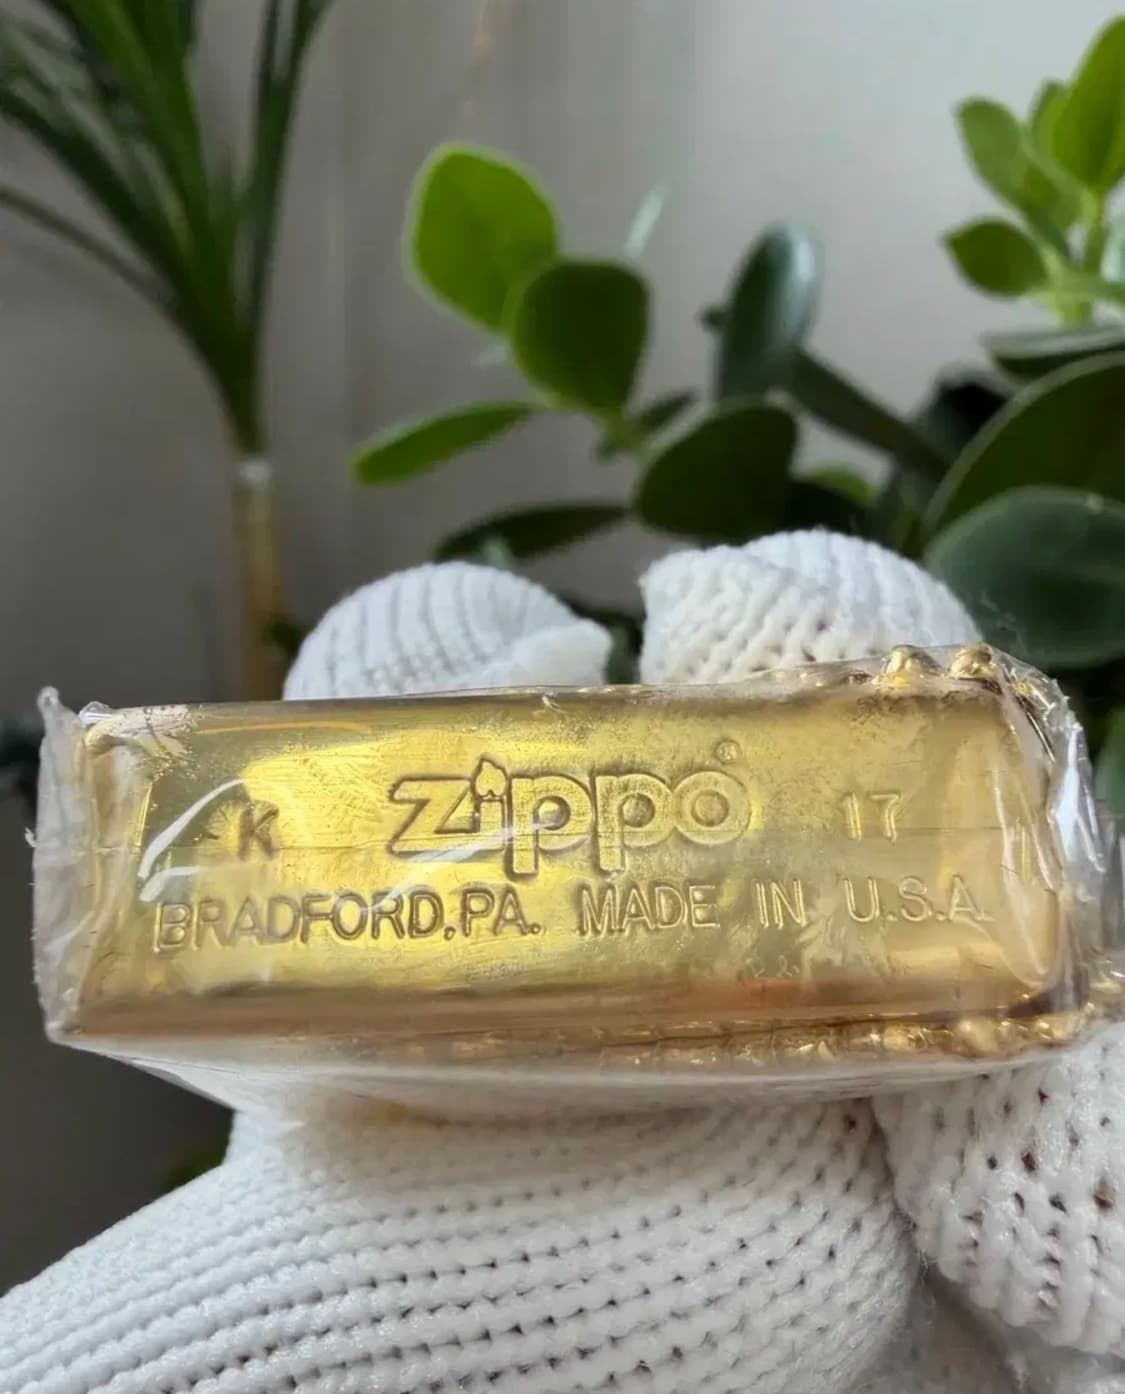 K zippo® 17
BRADFORD,PA. MADE IN U.S.A.